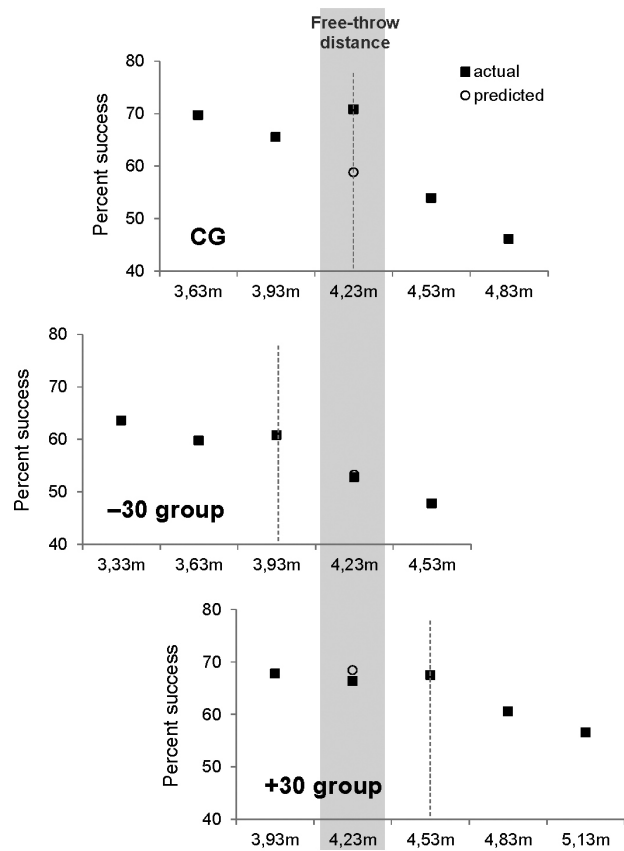 Free-throw
distance
80
70
60
50
40
Percent success
actual
predicted
CG
3,63m 3,93m 4,23m 4,53m 4,83m
80
70
60
50
40
Percent success
–30 group
3,33m 3,63m 3,93m 4,23m 4,53m
80
70
60
50
40
Percent success
+30 group
3,93m 4,23m 4,53m 4,83m 5,13m